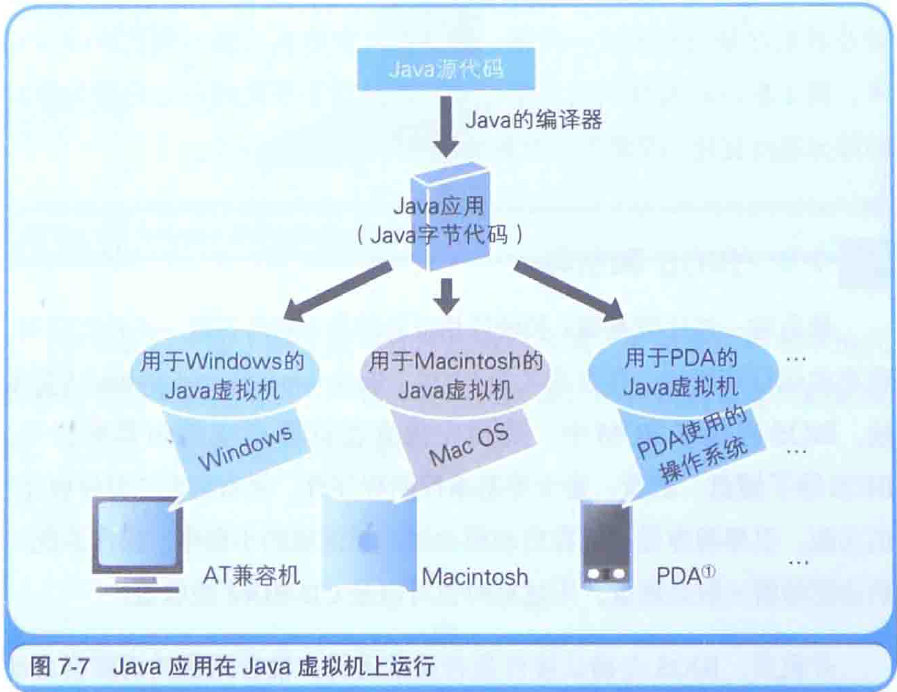 Java源代码
Java的编译器
Java应用
（Java字节代码）
用于Windows的
Java虚拟机
用于Macintosh的
Java虚拟机
用于PDA的
Java虚拟机
…
Windows
Mac OS
PDA使用的
操作系统
…
AT兼容机
Macintosh
PDA①
…
图 7-7 Java 应用在 Java 虚拟机上运行